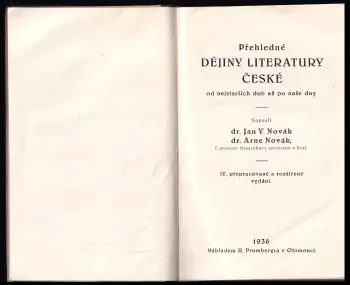 Přehledné
DĚJINY LITERATURY
ČESKÉ
od nejstarších dob až po naše dny
Napsali
dr. Jan V. Novák
dr. Arne Novák,
ř. profesor Masarykovy university v Brně
IV. přepracované a rozšířené
vydání.
1936
Nákladem R. Prombergra v Olomouci.